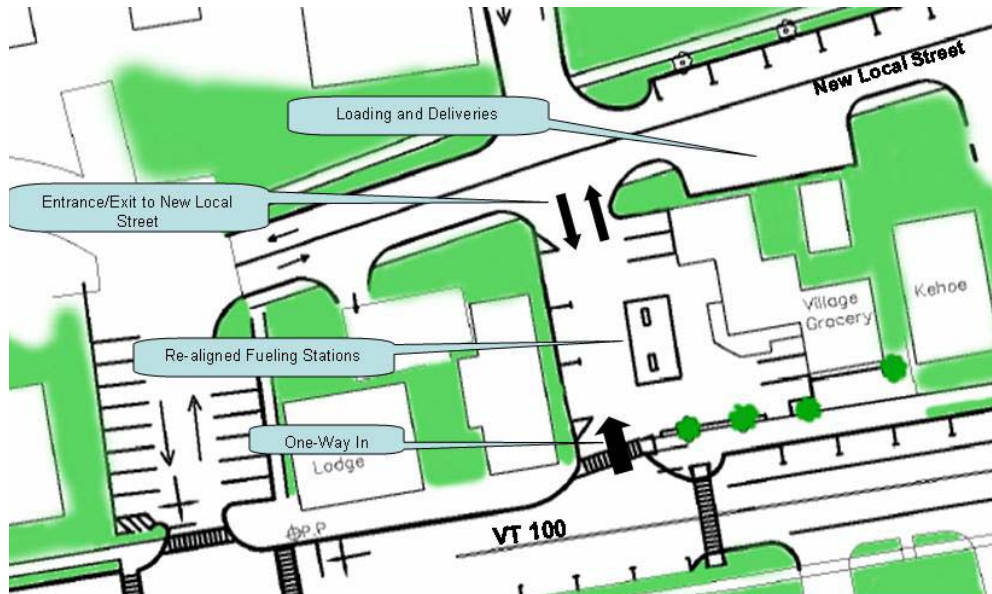 New Local Street
Loading and Deliveries
Entrance/Exit to New Local
Street
Village
Grocery
Kehoe
Re-aligned Fueling Stations
One-Way In
Lodge
P.P
VT 100